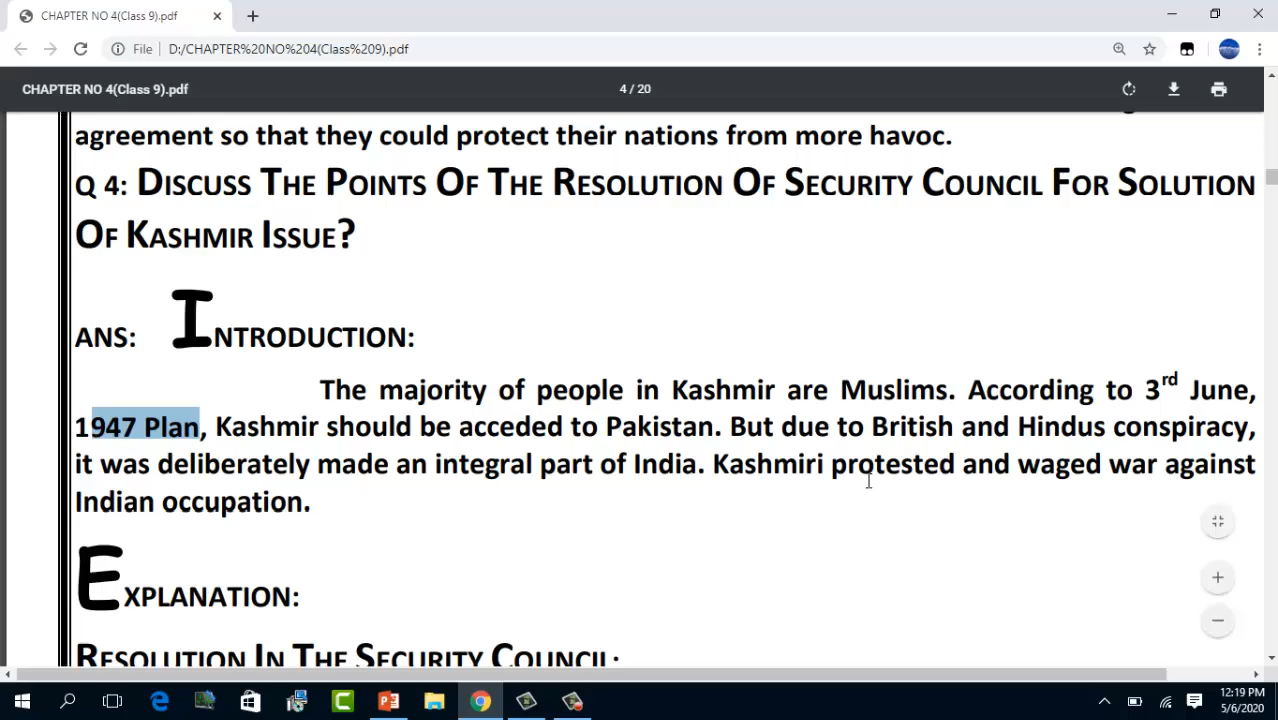 CHAPTER NO 4(Class 9).pdf
File
D:/CHAPTER%20NO%204(Class%209).pdf
CHAPTER NO 4(Class 9).pdf
4 / 20
agreement so that they could protect their nations from more havoc.
Q 4: DISCUSS THE POINTS OF THE RESOLUTION OF SECURITY COUNCIL FOR SOLUTION
OF KASHMIR ISSUE?
ANS: INTRODUCTION:
The majority of people in Kashmir are Muslims. According to 3rd June,
1947 Plan, Kashmir should be acceded to Pakistan. But due to British and Hindus conspiracy,
it was deliberately made an integral part of India. Kashmiri protested and waged war against
Indian occupation.
EXPLANATION:
RESOLUTION IN THE SECURITY COUNCIL:
12:19 PM
5/6/2020